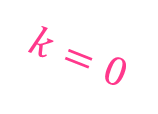 k = 0